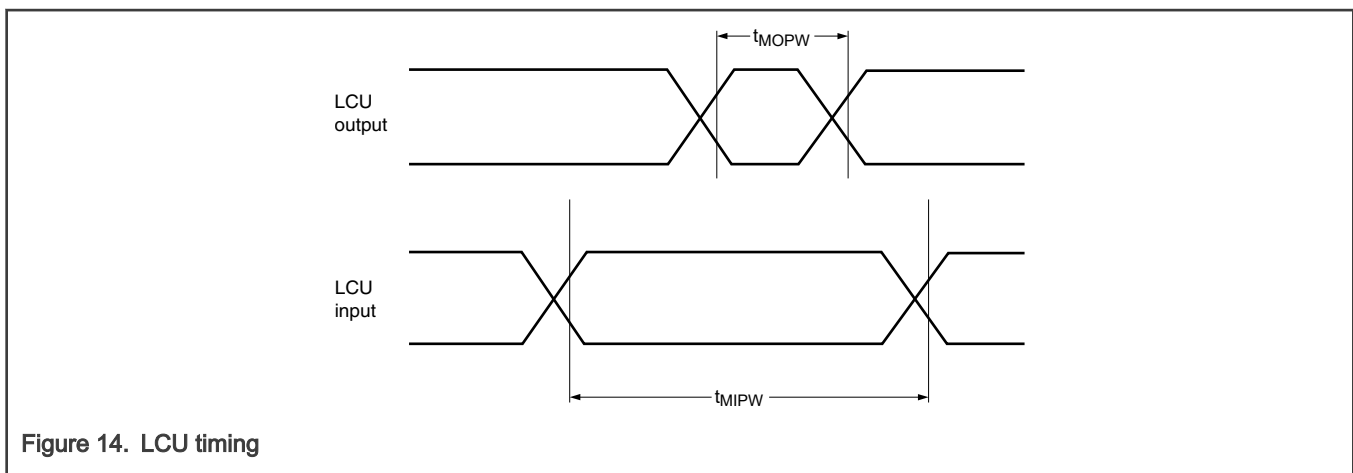 tMOPW
LCU
output
LCU
input
tMIPW
Figure 14. LCU timing